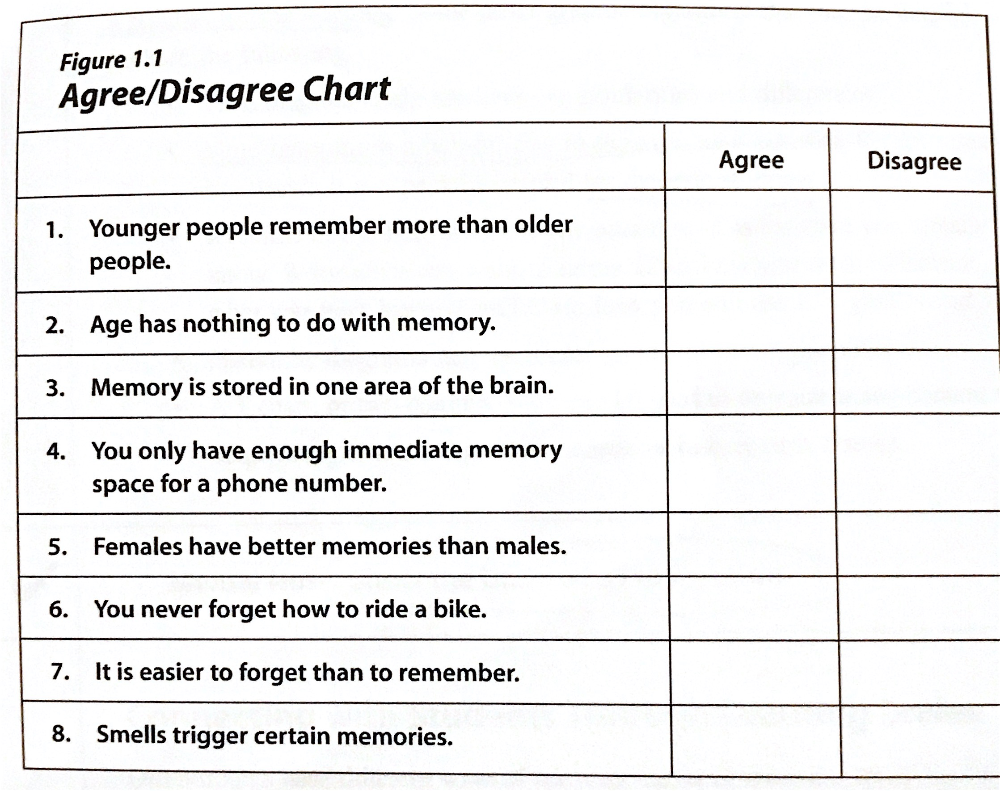 Figure 1.1
Agree/Disagree Chart
Agree Disagree
1. Younger people remember more than older
people.
2. Age has nothing to do with memory.
3. Memory is stored in one area of the brain.
4. You only have enough immediate memory
space for a phone number.
5. Females have better memories than males.
6. You never forget how to ride a bike.
7. It is easier to forget than to remember.
8. Smells trigger certain memories.